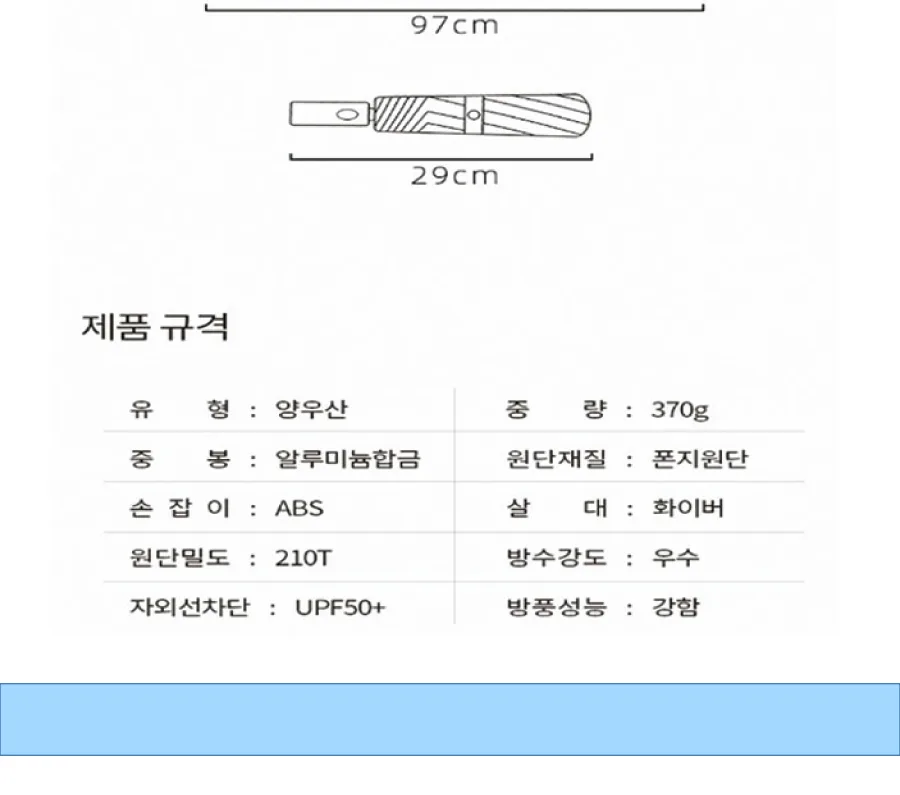 97cm
29cm
제품 규격
유 형 : 양우산
중 량 : 370g
중 봉 : 알루미늄합금
원단재질 : 폰지원단
손 잡 이 : ABS
살 대 : 화이버
원단밀도 : 210T
방수강도 : 우수
자외선차단 : UPF50+
방풍성능 : 강함